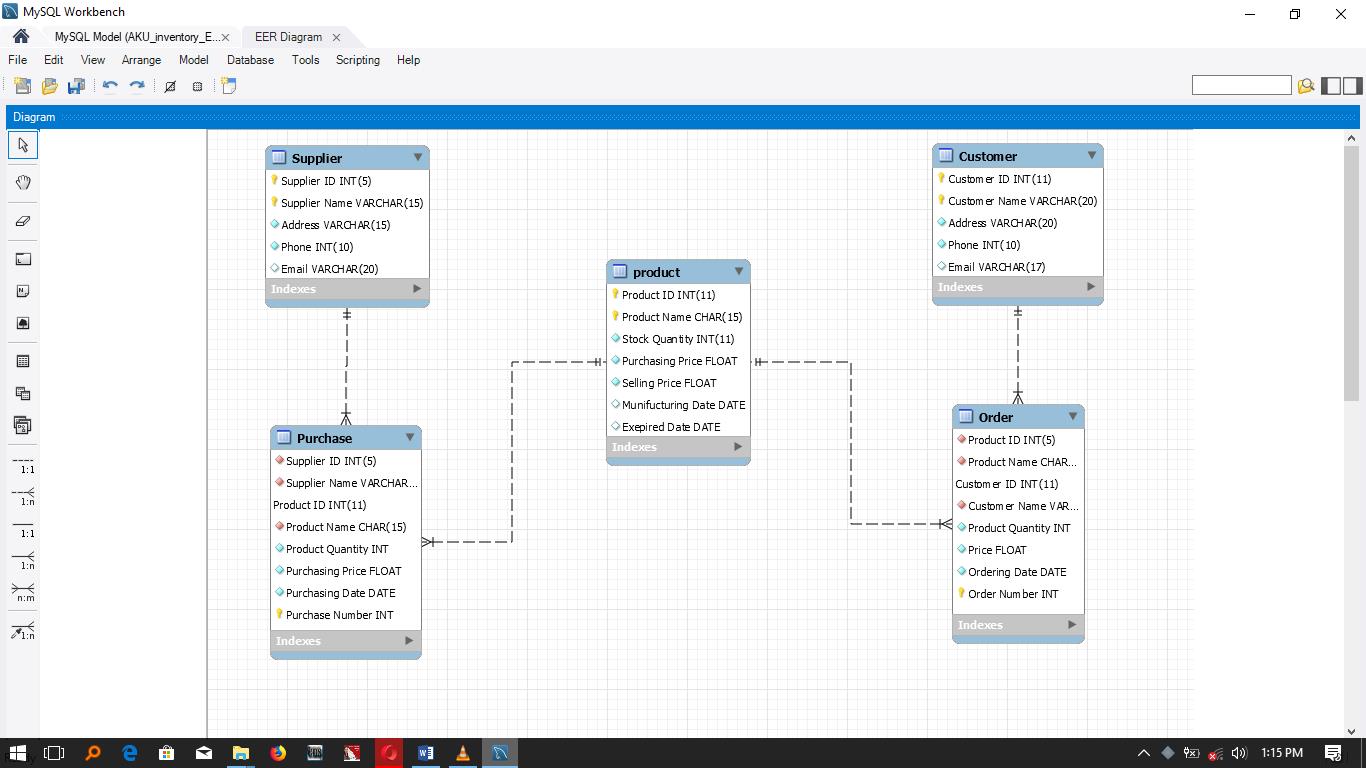 MySQL Workbench
MySQL Model (AKU_inventory_E...
EER Diagram
File Edit View Arrange Model Database Tools Scripting Help
Diagram
Supplier
Supplier ID INT(5)
Supplier Name VARCHAR(15)
Address VARCHAR(15)
Phone INT(10)
Email VARCHAR(20)
Indexes
Customer
Customer ID INT(11)
Customer Name VARCHAR(20)
Address VARCHAR(20)
Phone INT(10)
Email VARCHAR(17)
Indexes
product
Product ID INT(11)
Product Name CHAR(15)
Stock Quantity INT(11)
Purchasing Price FLOAT
Selling Price FLOAT
Munifucturing Date DATE
Exepired Date DATE
Indexes
Purchase
Supplier ID INT(5)
Supplier Name VARCHAR...
Product ID INT(11)
Product Name CHAR(15)
Product Quantity INT
Purchasing Price FLOAT
Purchasing Date DATE
Purchase Number INT
Indexes
Order
Product ID INT(5)
Product Name CHAR...
Customer ID INT(11)
Customer Name VAR...
Product Quantity INT
Price FLOAT
Ordering Date DATE
Order Number INT
Indexes
1:1
1:n
1:1
1:n
n:m
1:n
1:15 PM